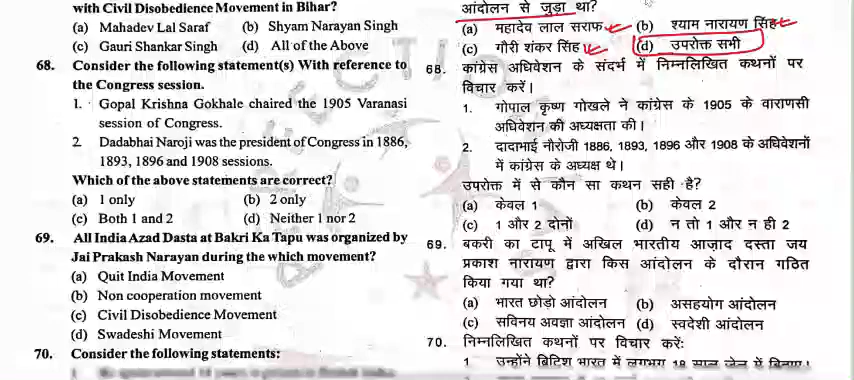 with Civil Disobedience Movement in Bihar?
(a) Mahadev Lal Saraf (b) Shyam Narayan Singh
(c) Gauri Shankar Singh (d) All of the Above
68. Consider the following statement(s) With reference to
the Congress session.
1. Gopal Krishna Gokhale chaired the 1905 Varanasi
session of Congress.
2. Dadabhai Naroji was the president of Congress in 1886,
1893, 1896 and 1908 sessions.
Which of the above statements are correct?
(a) 1 only (b) 2 only
(c) Both 1 and 2 (d) Neither 1 nor 2
69. All India Azad Dasta at Bakri Ka Tapu was organized by
Jai Prakash Narayan during the which movement?
(a) Quit India Movement
(b) Non cooperation movement
(c) Civil Disobedience Movement
(d) Swadeshi Movement
70. Consider the following statements:
आंदोलन से जुड़ा था?
(a) महादेव लाल सराफ (b) श्याम नारायण सिंह
(c) गौरी शंकर सिंह (d) उपरोक्त सभी
68. कांग्रेस अधिवेशन के संदर्भ में निम्नलिखित कथनों पर
विचार करें।
1. गोपाल कृष्ण गोखले ने कांग्रेस के 1905 के वाराणसी
अधिवेशन की अध्यक्षता की।
2. दादाभाई नौरोजी 1886, 1893, 1896 और 1908 के अधिवेशनों
में कांग्रेस के अध्यक्ष थे।
उपरोक्त में से कौन सा कथन सही है?
(a) केवल 1 (b) केवल 2
(c) 1 और 2 दोनों (d) न तो 1 और न ही 2
69. बकरी का टापू में अखिल भारतीय आज़ाद दस्ता जय
प्रकाश नारायण द्वारा किस आंदोलन के दौरान गठित
किया गया था?
(a) भारत छोड़ो आंदोलन (b) असहयोग आंदोलन
(c) सविनय अवज्ञा आंदोलन (d) स्वदेशी आंदोलन
70. निम्नलिखित कथनों पर विचार करें:
1 उन्होंने ब्रिटिश भारत में लगभग 18 साल जेल में बिताए।